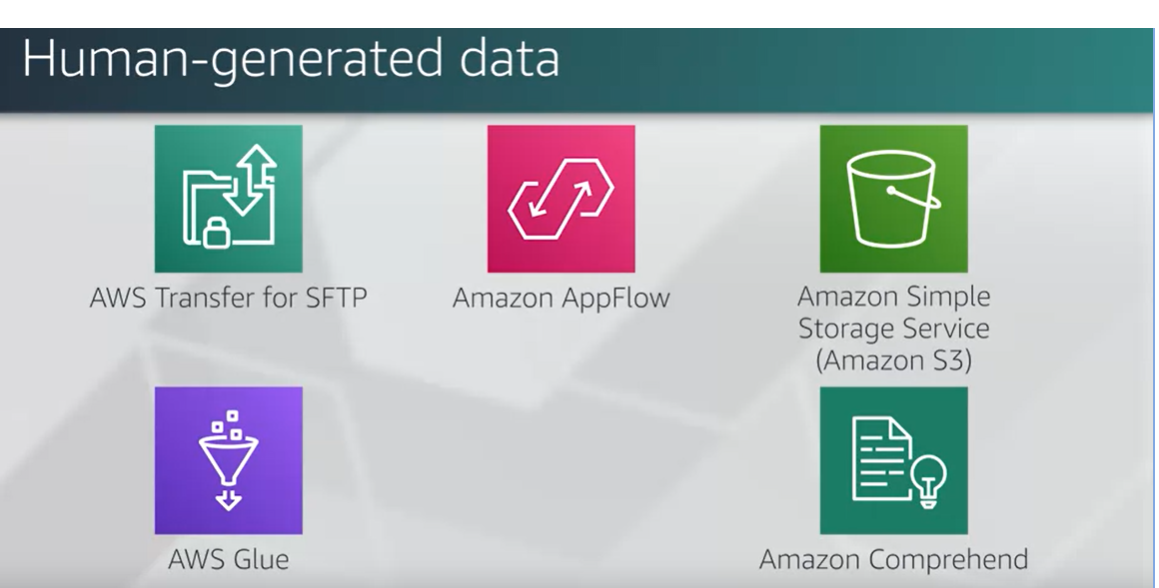 Human-generated data
AWS Transfer for SFTP
Amazon AppFlow
Amazon Simple
Storage Service
(Amazon S3)
AWS Glue
Amazon Comprehend